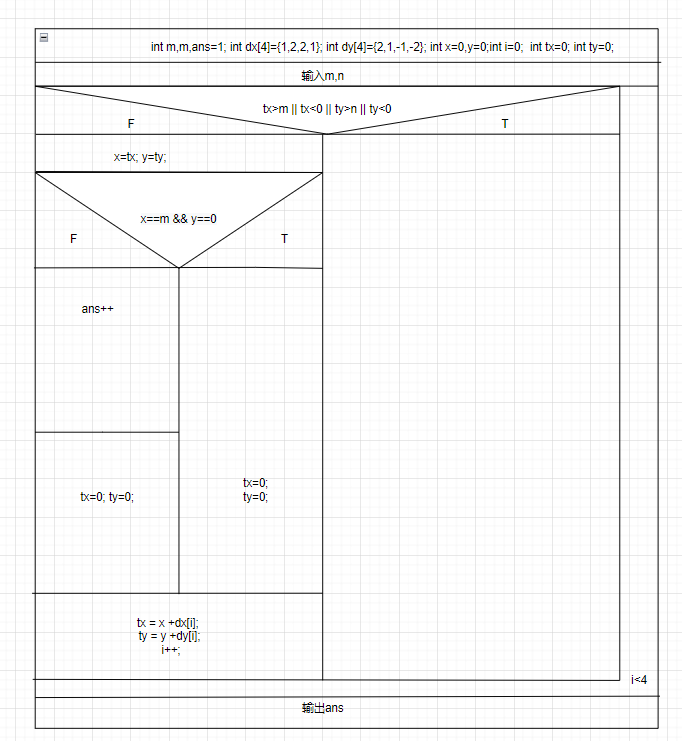 int m,m,ans=1; int dx[4]={1,2,2,1}; int dy[4]={2,1,-1,-2}; int x=0,y=0;int i=0;  int tx=0; int ty=0;
输入m,n
tx>m || tx<0 || ty>n || ty<0
F
T
x=tx; y=ty;
x==m && y==0
F
T
ans++
tx=0; ty=0;
tx=0;
ty=0;
tx = x +dx[i];
ty = y +dy[i];
i++;
i<4
输出ans